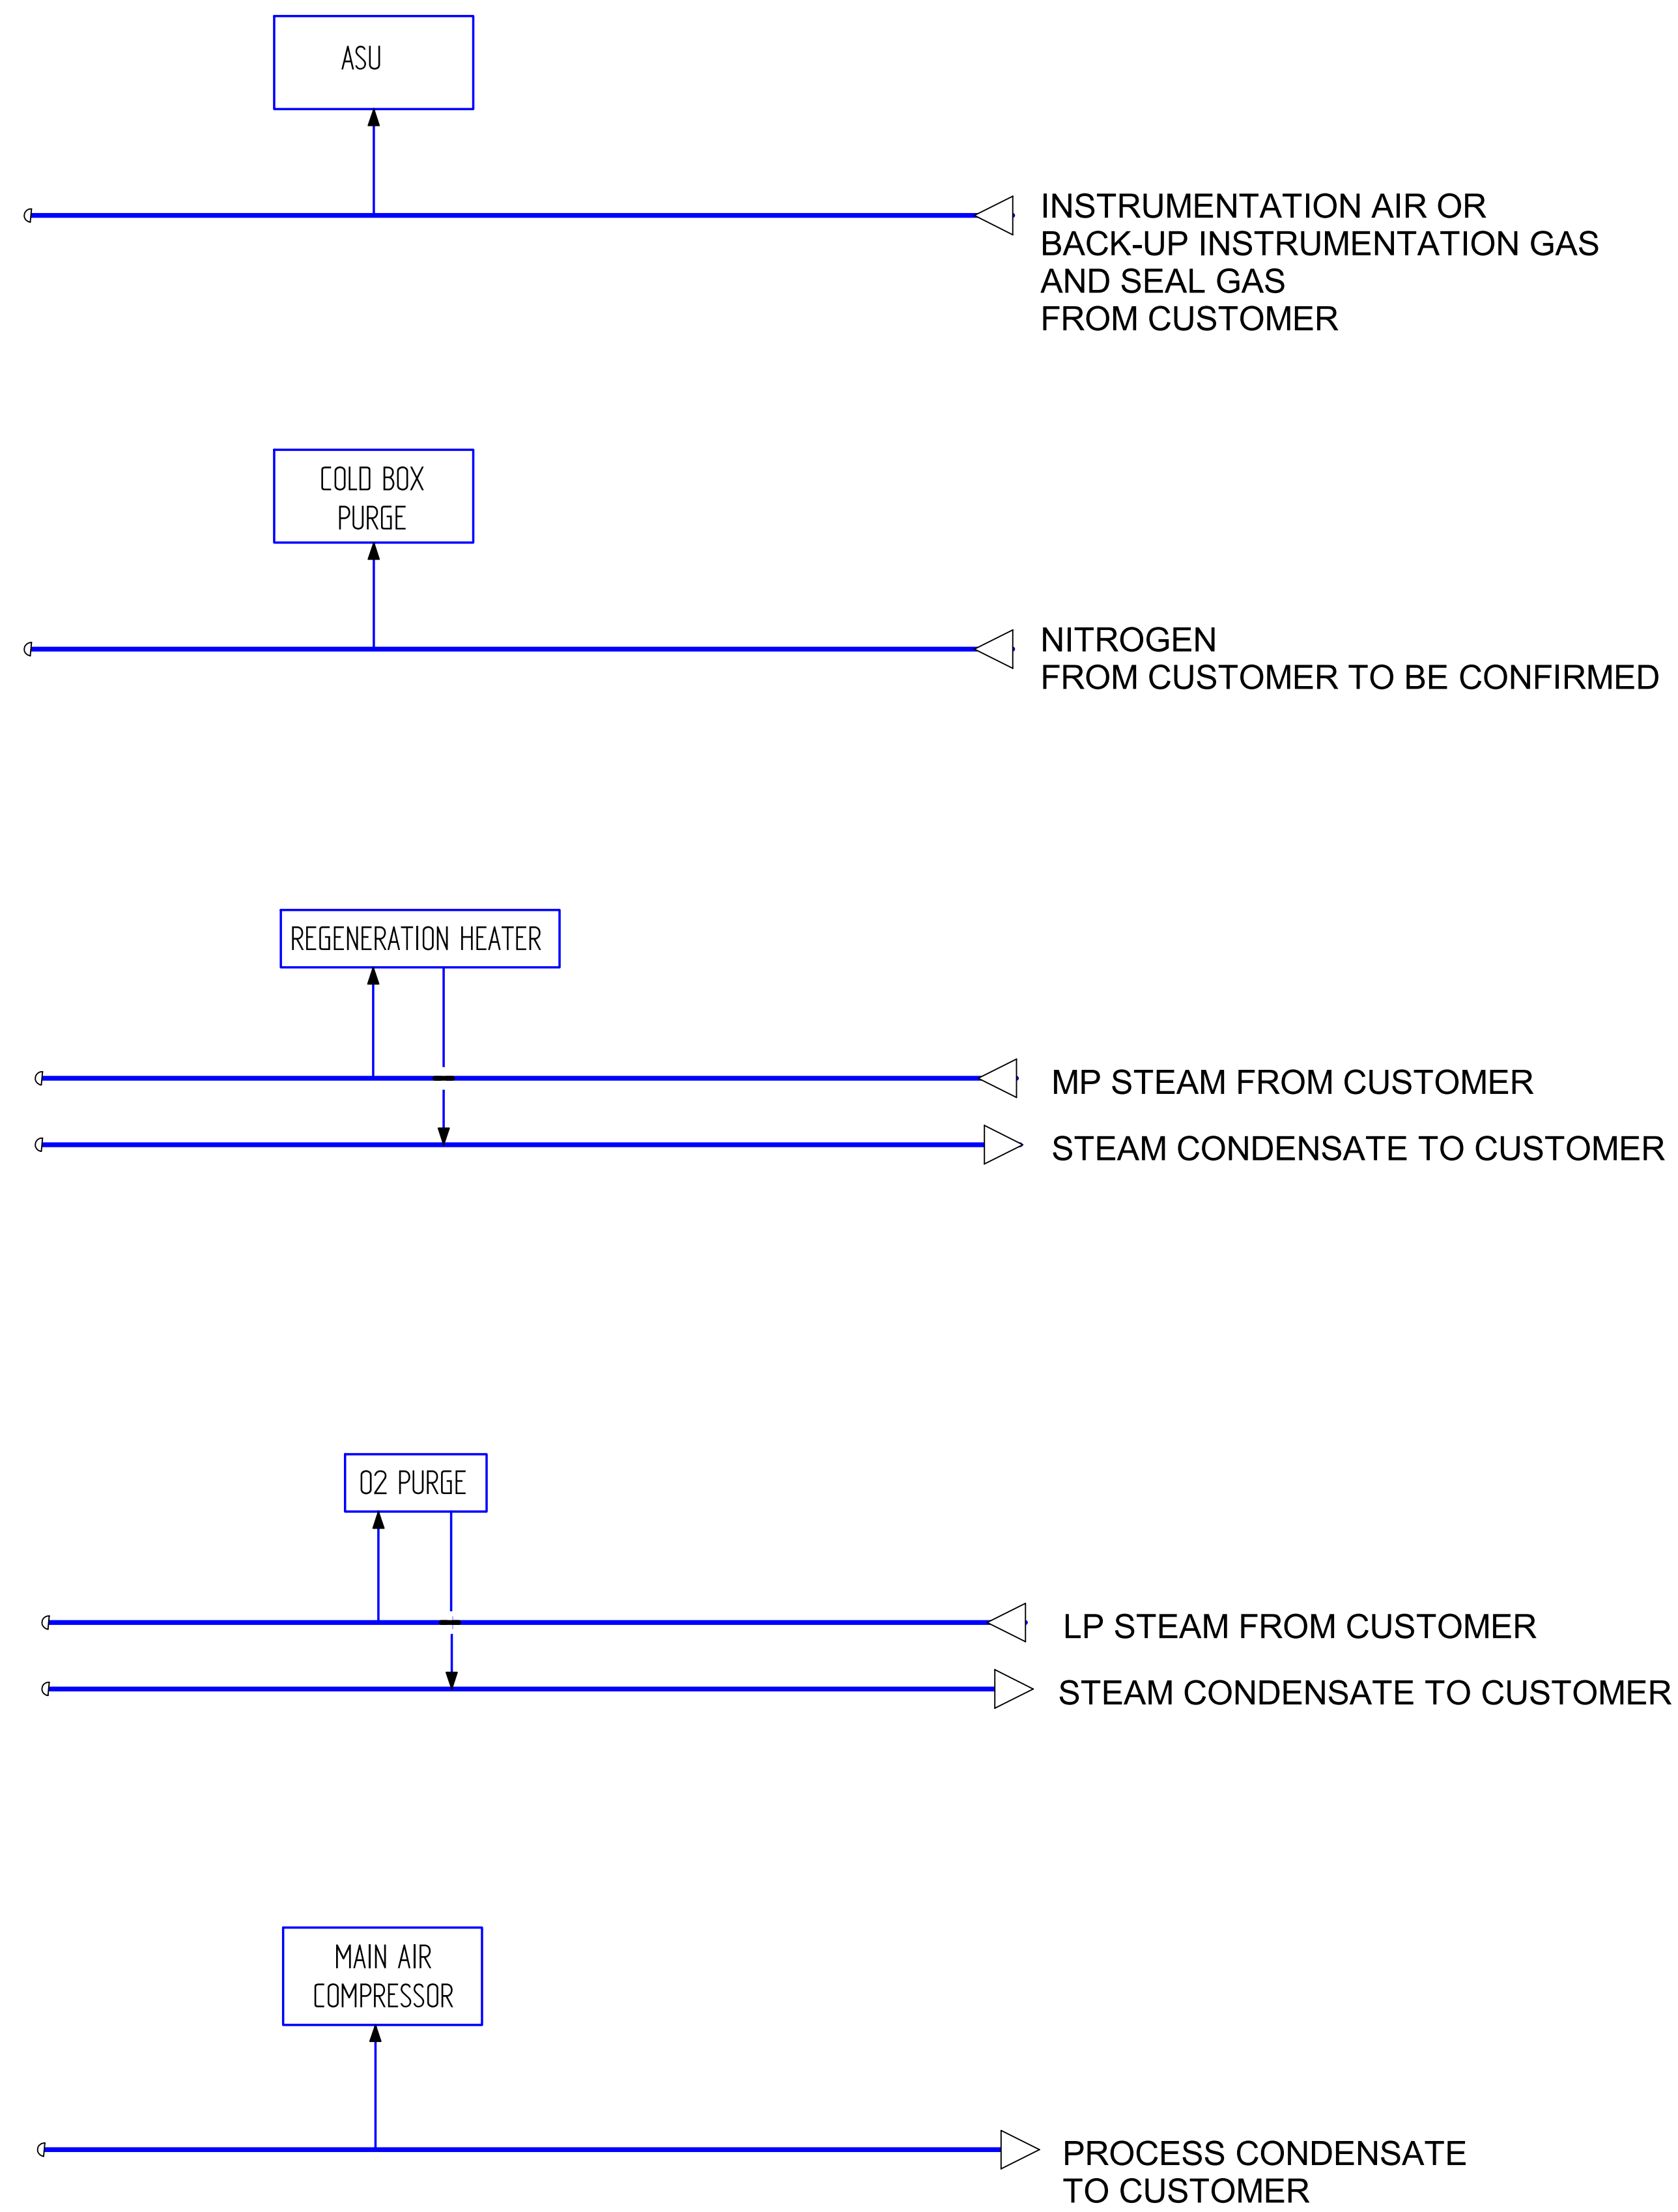 ASU
INSTRUMENTATION AIR OR
BACK-UP INSTRUMENTATION GAS
AND SEAL GAS
FROM CUSTOMER
COLD BOX
PURGE
NITROGEN
FROM CUSTOMER TO BE CONFIRMED
REGENERATION HEATER
MP STEAM FROM CUSTOMER
STEAM CONDENSATE TO CUSTOMER
O2 PURGE
LP STEAM FROM CUSTOMER
STEAM CONDENSATE TO CUSTOMER
MAIN AIR
COMPRESSOR
PROCESS CONDENSATE
TO CUSTOMER